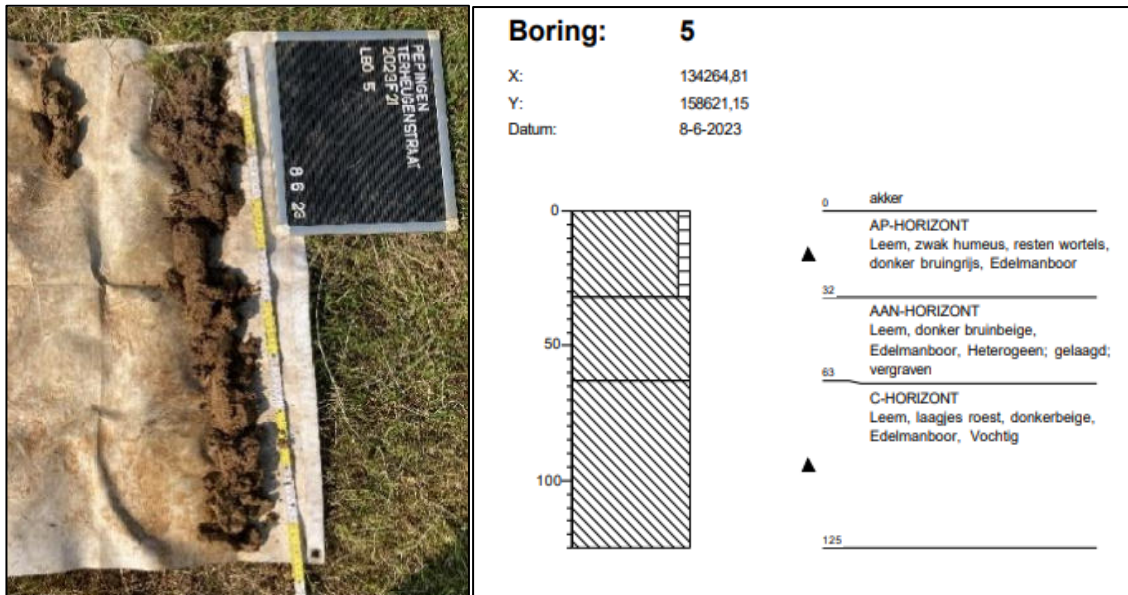 PEPINGEN
TERHEUGENSTRAAT
2023F21
LBO 5
8 6 23
Boring: 5
X: 134264,81
Y: 158621,15
Datum: 8-6-2023
0
50
100
0 akker
AP-HORIZONT
Leem, zwak humeus, resten wortels,
donker bruingrijs, Edelmanboor
32
AAN-HORIZONT
Leem, donker bruinbeige,
Edelmanboor, Heterogeen; gelaagd;
vergraven
63
C-HORIZONT
Leem, laagjes roest, donkerbeige,
Edelmanboor, Vochtig
125